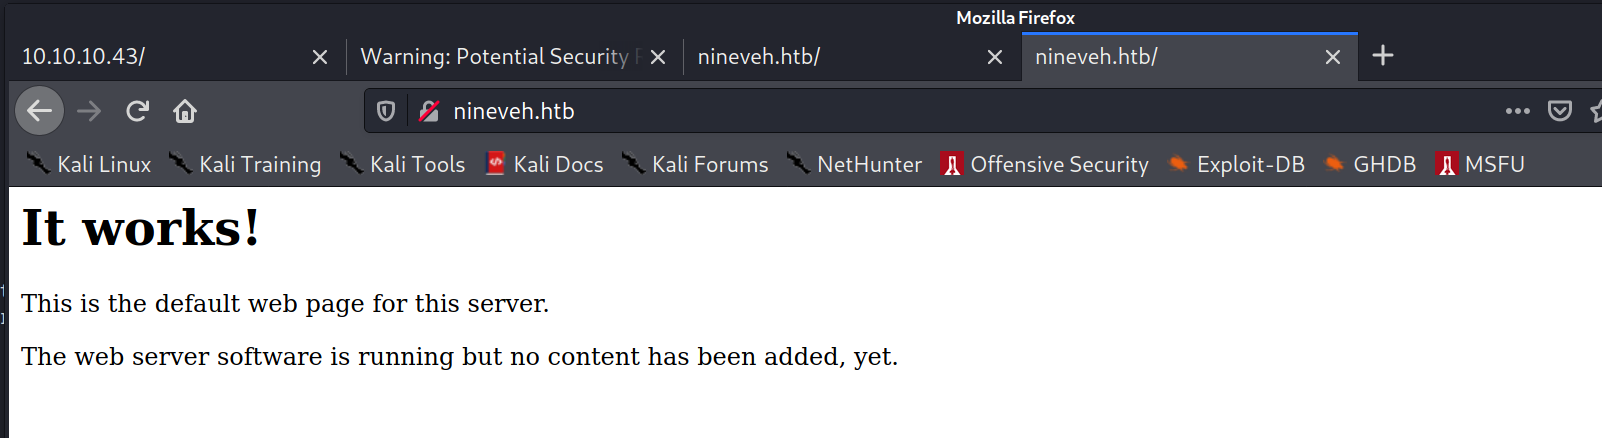 Mozilla Firefox
10.10.10.43/ Warning: Potential Security nineveh.htb/ nineveh.htb/
nineveh.htb
Kali Linux Kali Training Kali Tools Kali Docs Kali Forums NetHunter Offensive Security Exploit-DB GHDB MSFU
It works!
This is the default web page for this server.
The web server software is running but no content has been added, yet.